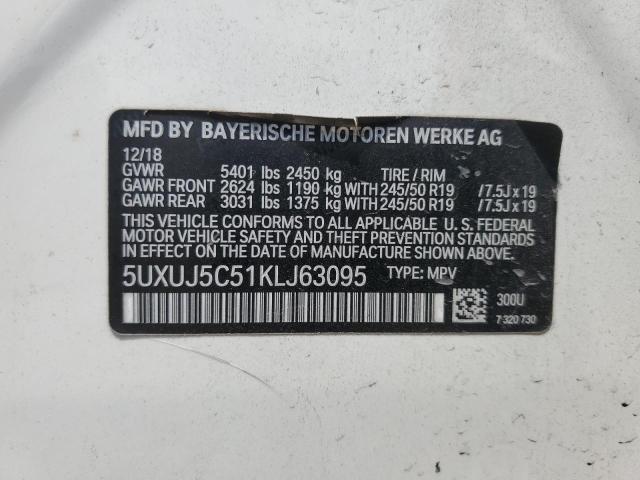 MFD BY BAYERISCHE MOTOREN WERKE AG
12/18
GVWR 5401 lbs 2450 kg TIRE / RIM
GAWR FRONT 2624 lbs 1190 kg WITH 245/50 R19 /7.5J x 19
GAWR REAR 3031 lbs 1375 kg WITH 245/50 R19 /7.5J x 19
THIS VEHICLE CONFORMS TO ALL APPLICABLE U. S. FEDERAL
MOTOR VEHICLE SAFETY AND THEFT PREVENTION
STANDARDS IN EFFECT ON THE DATE OF MANUFACTURE SHOWN ABOVE.
5UXUJ5C51KLJ63095 TYPE: MPV
300U
7 320 730